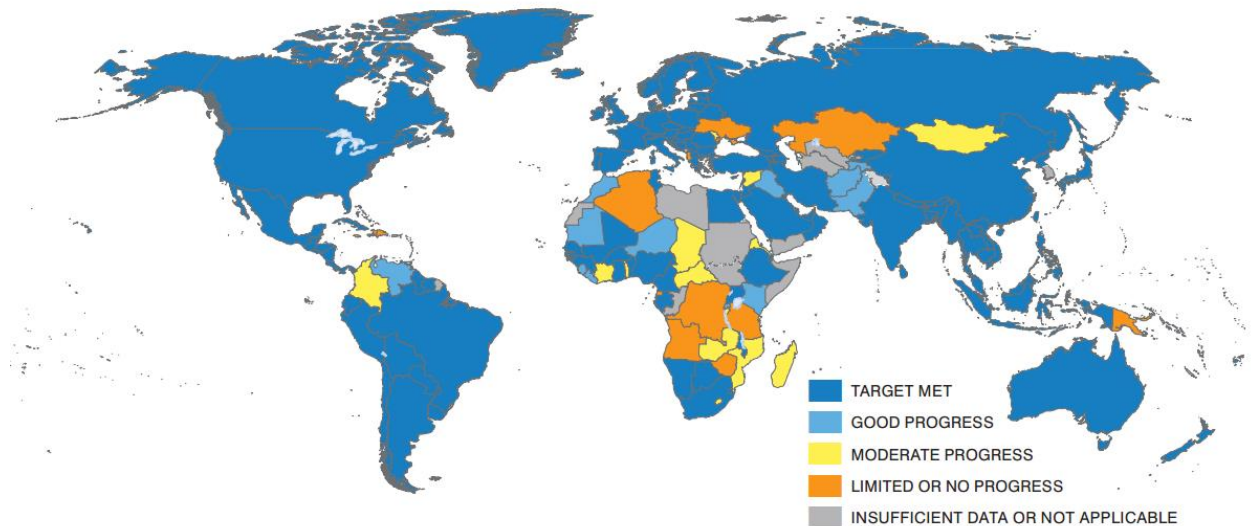 TARGET MET
GOOD PROGRESS
MODERATE PROGRESS
LIMITED OR NO PROGRESS
INSUFFICIENT DATA OR NOT APPLICABLE